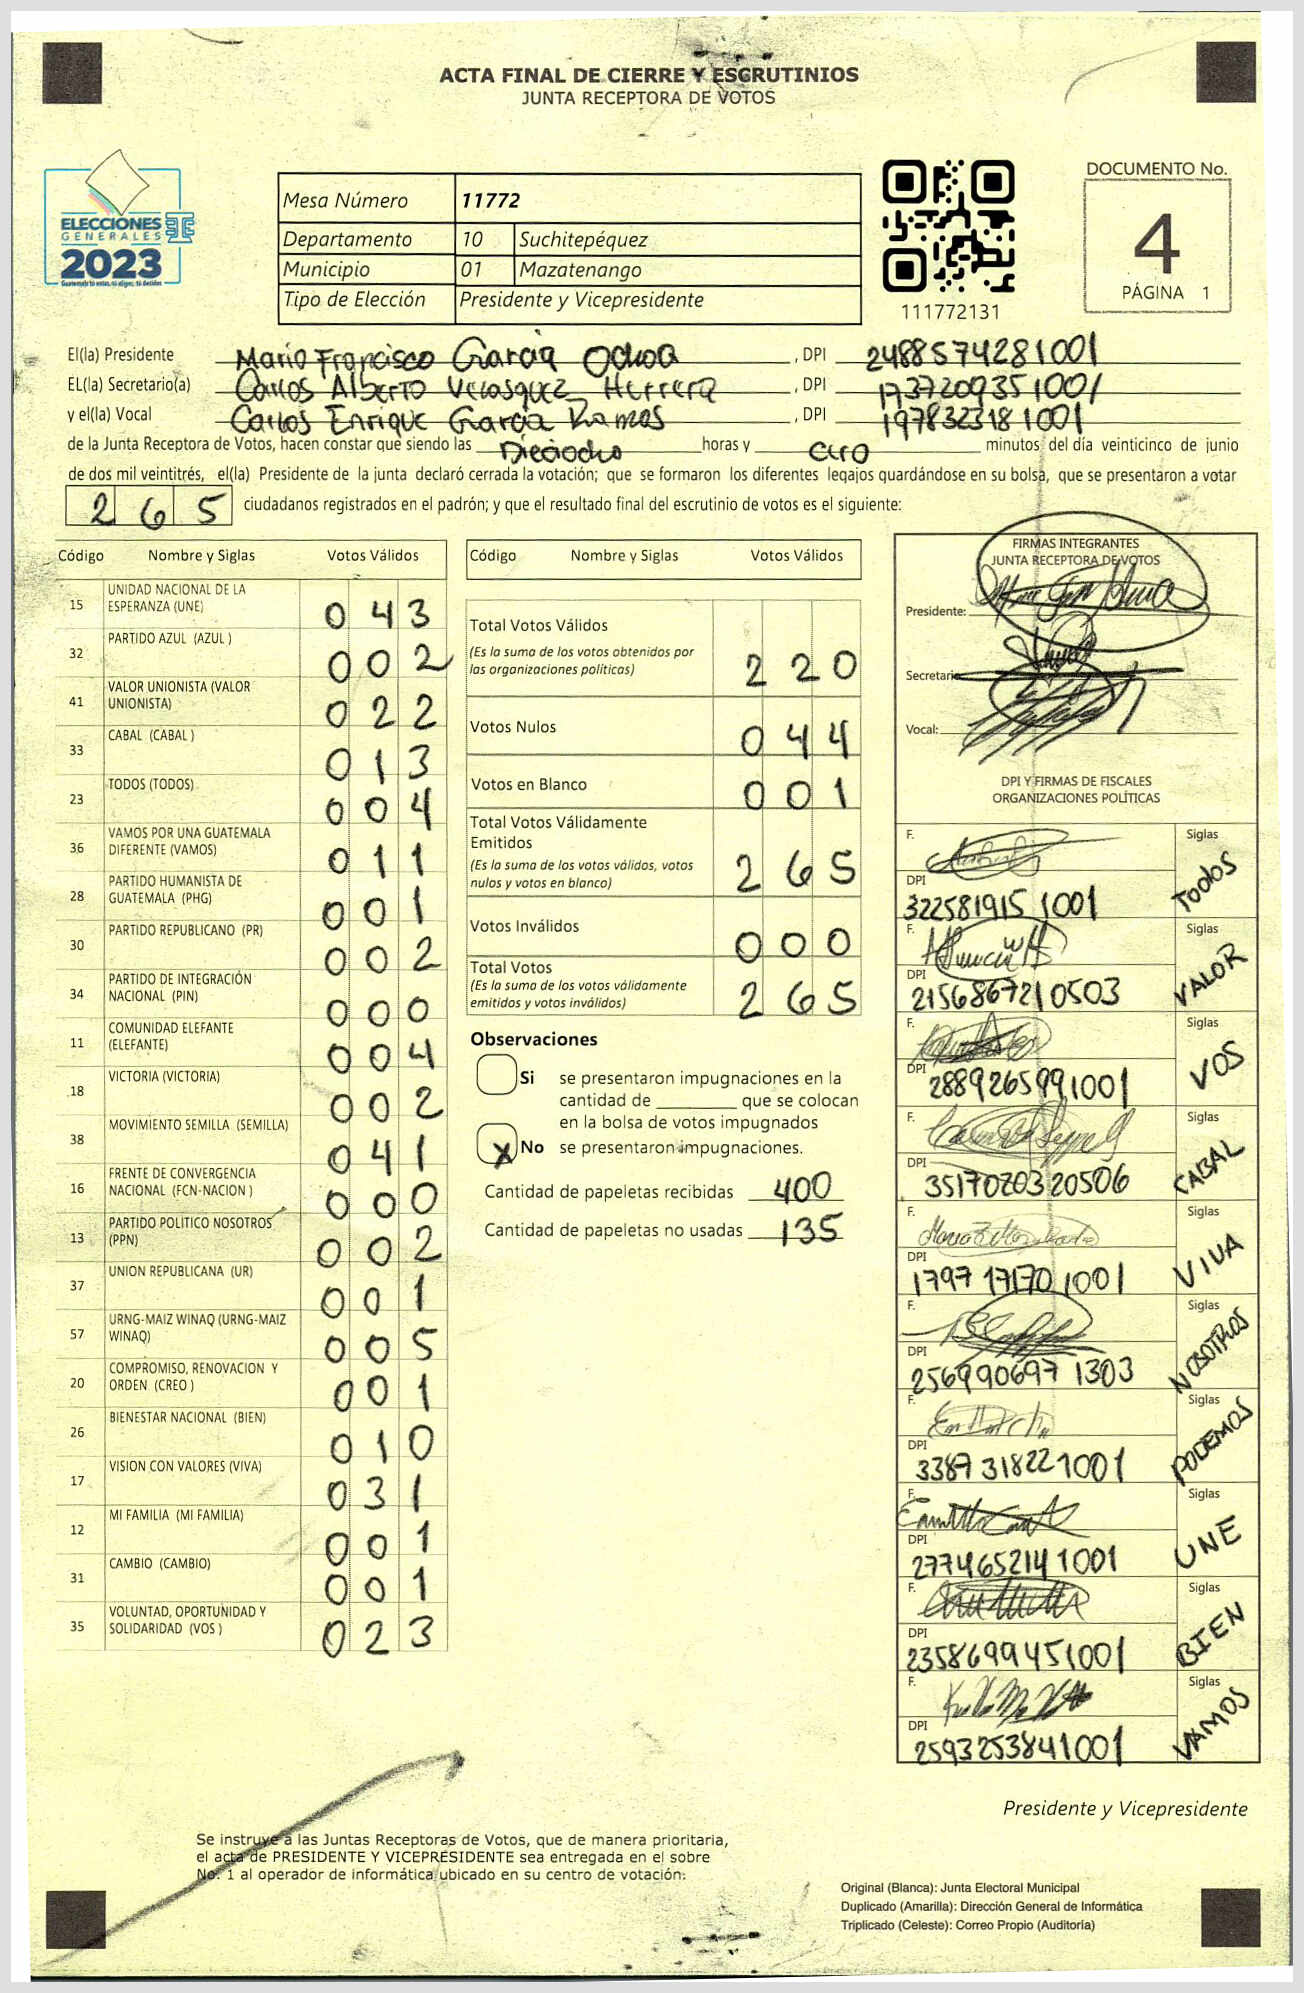 ACTA FINAL DE CIERRE Y ESCRUTINIOS
JUNTA RECEPTORA DE VOTOS
ELECCIONES
GENERALES
2023
Mesa Número 11772
Departamento 10 Suchitepéquez
Municipio 01 Mazatenango
Tipo de Elección Presidente y Vicepresidente
111772131
DOCUMENTO No.
4
PÁGINA 1
El(la) Presidente Mario Francisco García Ochoa , DPI 2488574281001
EL(la) Secretario(a) Carlos Alberto Velasquez Herrera , DPI 1737209351001
y el(la) Vocal Carlos Enrique García Ramos , DPI 1978323181001
de la Junta Receptora de Votos, hacen constar que siendo las Dieciocho horas y cero minutos del día veinticinco de junio
de dos mil veintitrés, el(la) Presidente de la junta declaró cerrada la votación; que se formaron los diferentes legajos quardándose en su bolsa, que se presentaron a votar
265 ciudadanos registrados en el padrón; y que el resultado final del escrutinio de votos es el siguiente:
Código Nombre y Siglas Votos Válidos
15 UNIDAD NACIONAL DE LA ESPERANZA (UNE) 043
32 PARTIDO AZUL (AZUL ) 002
41 VALOR UNIONISTA (VALOR UNIONISTA) 022
33 CABAL (CABAL ) 013
23 TODOS (TODOS) 004
36 VAMOS POR UNA GUATEMALA DIFERENTE (VAMOS) 011
28 PARTIDO HUMANISTA DE GUATEMALA (PHG) 001
30 PARTIDO REPUBLICANO (PR) 002
34 PARTIDO DE INTEGRACIÓN NACIONAL (PIN) 000
11 COMUNIDAD ELEFANTE (ELEFANTE) 004
18 VICTORIA (VICTORIA) 002
38 MOVIMIENTO SEMILLA (SEMILLA) 041
16 FRENTE DE CONVERGENCIA NACIONAL (FCN-NACION ) 000
13 PARTIDO POLÍTICO NOSOTROS (PPN) 002
37 UNION REPUBLICANA (UR) 001
57 URNG-MAIZ WINAQ (URNG-MAIZ WINAQ) 005
20 COMPROMISO, RENOVACION Y ORDEN (CREO ) 001
26 BIENESTAR NACIONAL (BIEN) 010
17 VISION CON VALORES (VIVA) 031
12 MI FAMILIA (MI FAMILIA) 001
31 CAMBIO (CAMBIO) 001
35 VOLUNTAD, OPORTUNIDAD Y SOLIDARIDAD (VOS ) 023
Código Nombre y Siglas Votos Válidos
Total Votos Válidos 220
(Es la suma de los votos obtenidos por
las organizaciones políticas)
Votos Nulos 044
Votos en Blanco 001
Total Votos Válidamente
Emitidos 265
(Es la suma de los votos válidos, votos
nulos y votos en blanco)
Votos Inválidos 000
Total Votos 265
(Es la suma de los votos válidamente
emitidos y votos inválidos)
Observaciones
Si se presentaron impugnaciones en la
cantidad de ________ que se colocan
en la bolsa de votos impugnados
X No se presentaron impugnaciones.
Cantidad de papeletas recibidas 400
Cantidad de papeletas no usadas 135
FIRMAS INTEGRANTES
JUNTA RECEPTORA DE VOTOS
Presidente:
Secretario
Vocal:
DPI Y FIRMAS DE FISCALES
ORGANIZACIONES POLÍTICAS
F. Siglas
DPI 322581915 1001 TODOS
F. Siglas
DPI 2156867210503 VALOR
F. Siglas
DPI 2889265991001 VOS
F. Siglas
DPI 3517020320506 CABAL
F. Siglas
DPI 1797 17170 1001 VIVA
F. Siglas
DPI 256990697 1303 NOSOTROS
F. Siglas
DPI 3387 31822 1001 PODEMOS
F. Siglas
DPI 2774652141001 UNE
F. Siglas
DPI 2358699451001 BIEN
F. Siglas
DPI 2593253841001 VAMOS
Presidente y Vicepresidente
Se instruye a las Juntas Receptoras de Votos, que de manera prioritaria,
el acta de PRESIDENTE Y VICEPRESIDENTE sea entregada en el sobre
No. 1 al operador de informática ubicado en su centro de votación.
Original (Blanca): Junta Electoral Municipal
Duplicado (Amarilla): Dirección General de Informática
Triplicado (Celeste): Correo Propio (Auditoría)